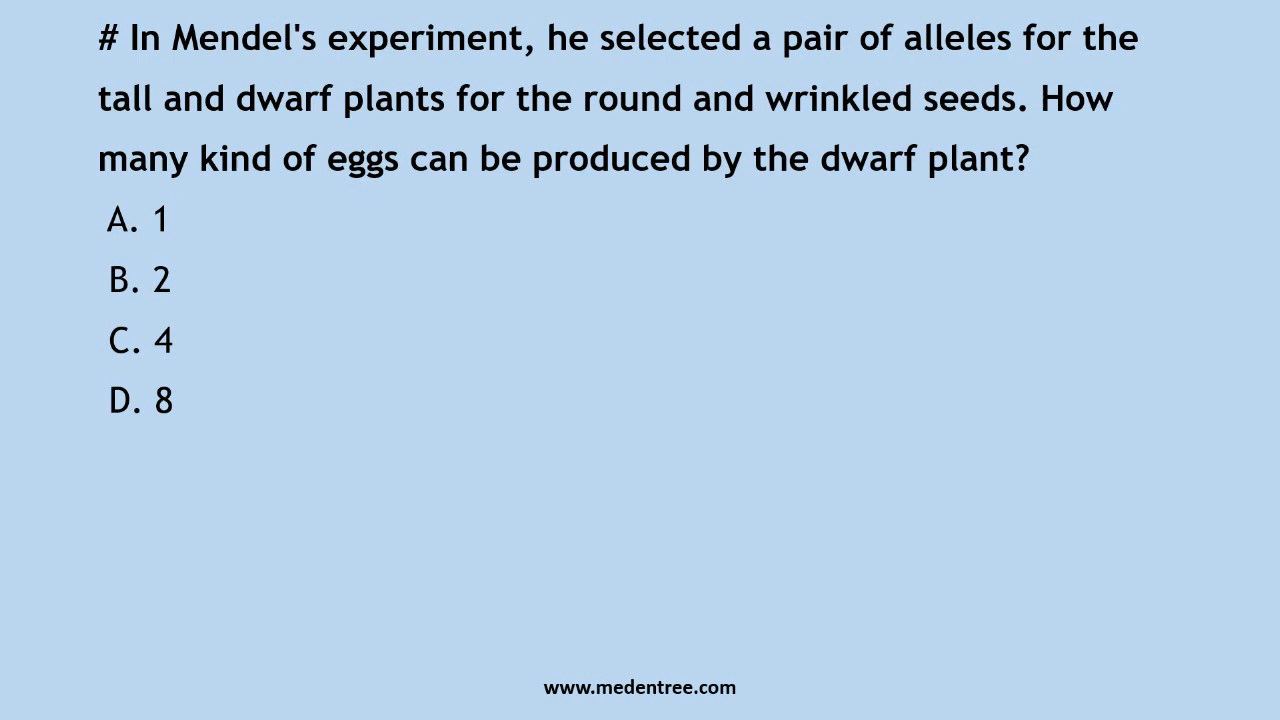 # In Mendel's experiment, he selected a pair of alleles for the
tall and dwarf plants for the round and wrinkled seeds. How
many kind of eggs can be produced by the dwarf plant?
A. 1
B. 2
C. 4
D. 8
www.medentree.com